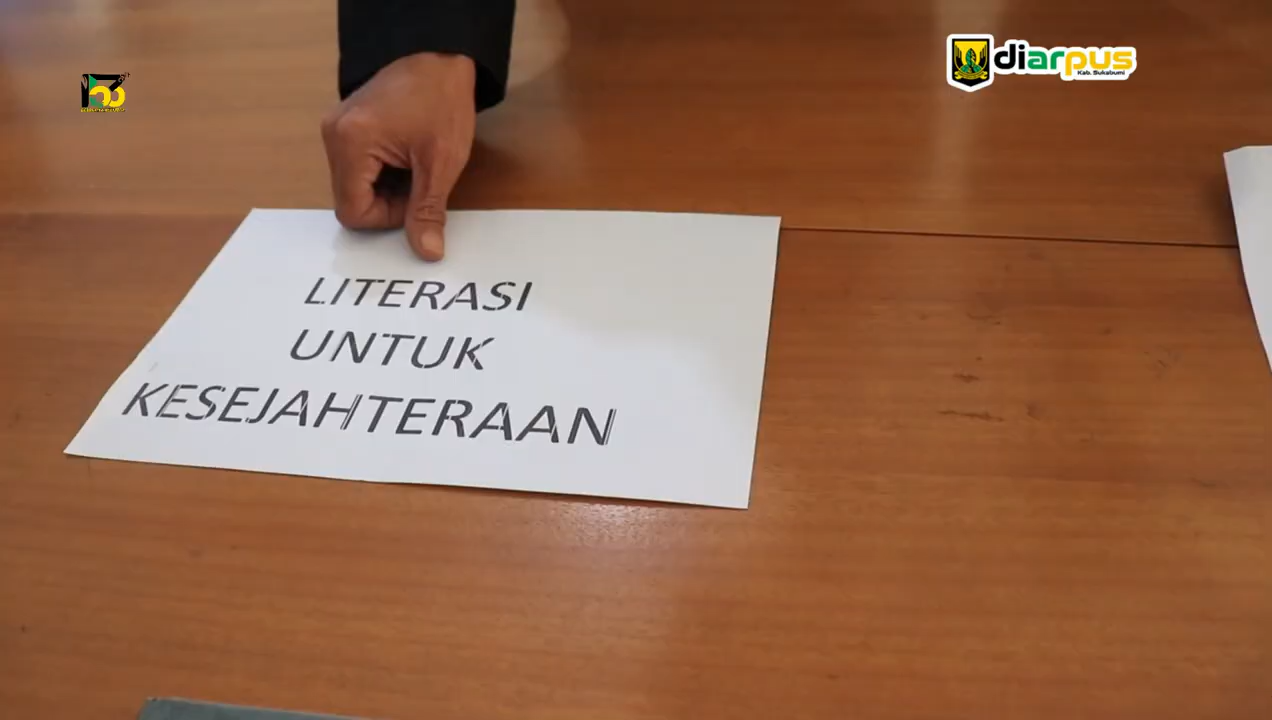 diarpus
Kab. Sukabumi
LITERASI
UNTUK
KESEJAHTERAAN